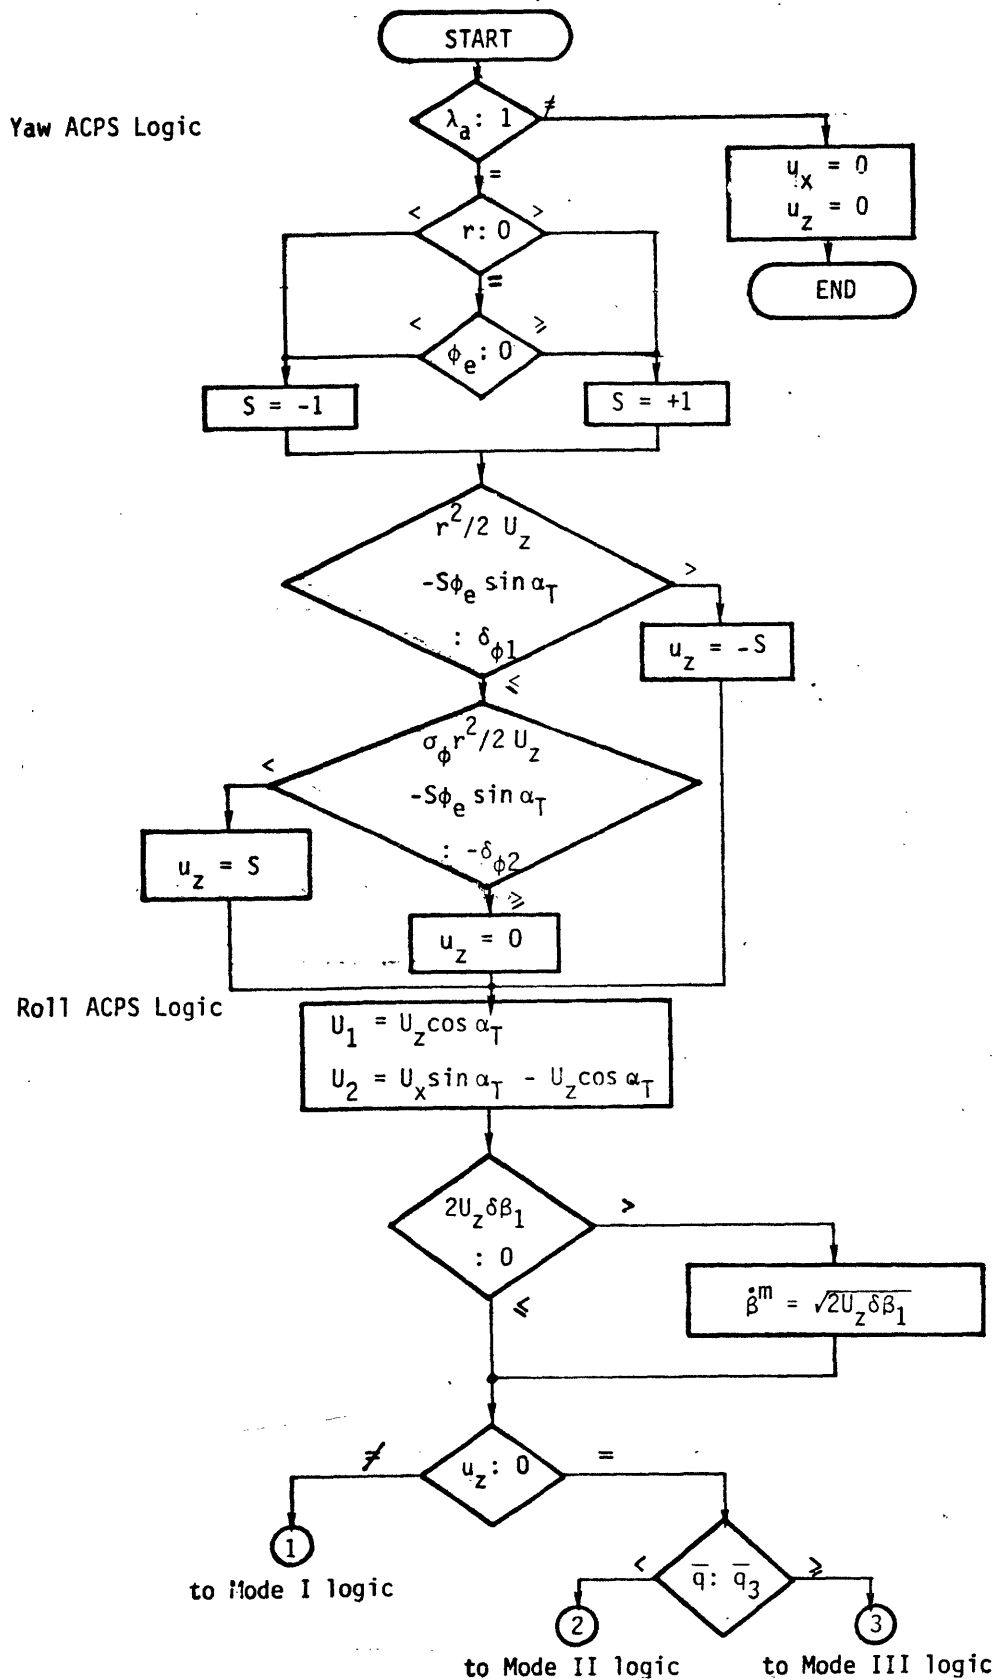 START
Yaw ACPS Logic
λa: 1
≠
=
ux = 0
uz = 0
END
<
r: 0
>
=
<
ϕe: 0
≥
S = -1
S = +1
r²/2 Uz
-Sϕe sin αT
: δϕ1
>
uz = -S
≤
σϕr²/2 Uz
-Sϕe sin αT
: -δϕ2
<
uz = S
≥
uz = 0
Roll ACPS Logic
U1 = Uz cos αT
U2 = Ux sin αT - Uz cos αT
2Uzδβ1
: 0
>
β̇m = √2Uzδβ1
≤
≠
uz: 0
=
1
to Mode I logic
<
q̄: q̄3
≥
2
3
to Mode II logic
to Mode III logic